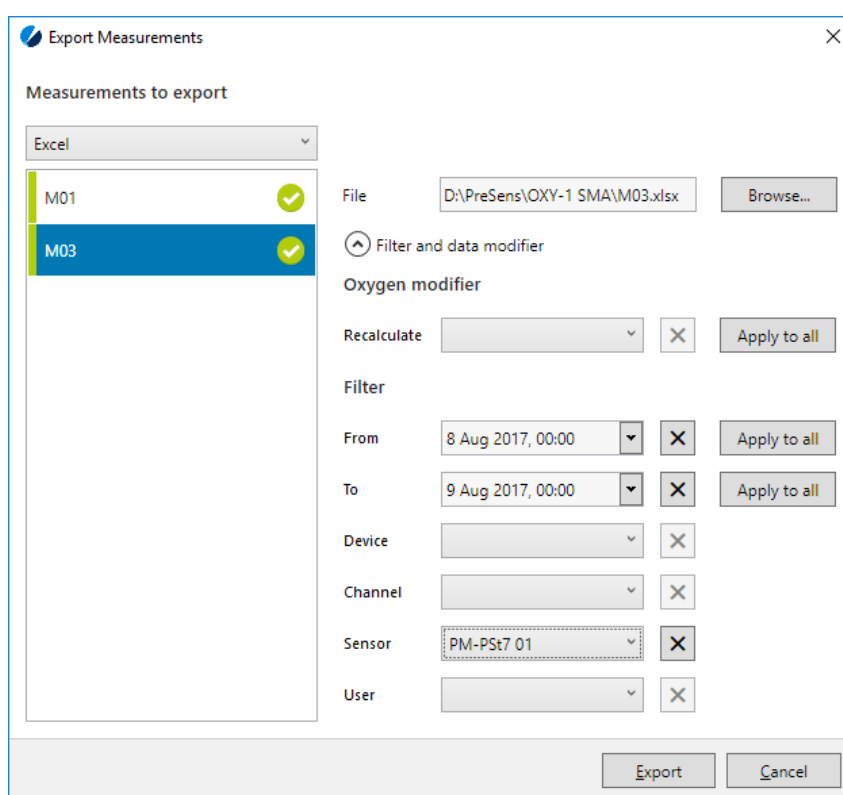 Export Measurements
Measurements to export
Excel
M01
M03
File D:\PreSens\OXY-1 SMA\M03.xlsx Browse...
Filter and data modifier
Oxygen modifier
Recalculate Apply to all
Filter
From 8 Aug 2017, 00:00 Apply to all
To 9 Aug 2017, 00:00 Apply to all
Device
Channel
Sensor PM-PSt7 01
User
Export Cancel